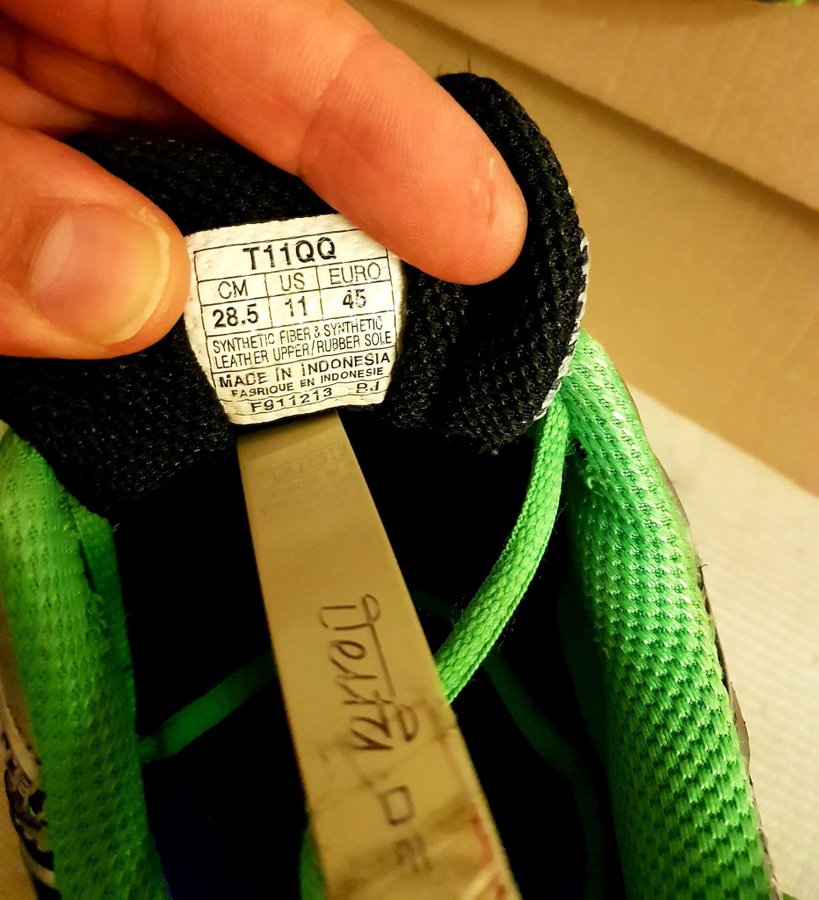 T11QQ
CM US EURO
28.5 11 45
SYNTHETIC FIBER & SYNTHETIC
LEATHER UPPER/RUBBER SOLE
MADE IN INDONESIA
FABRIQUE EN INDONESIE
F911213 BJ